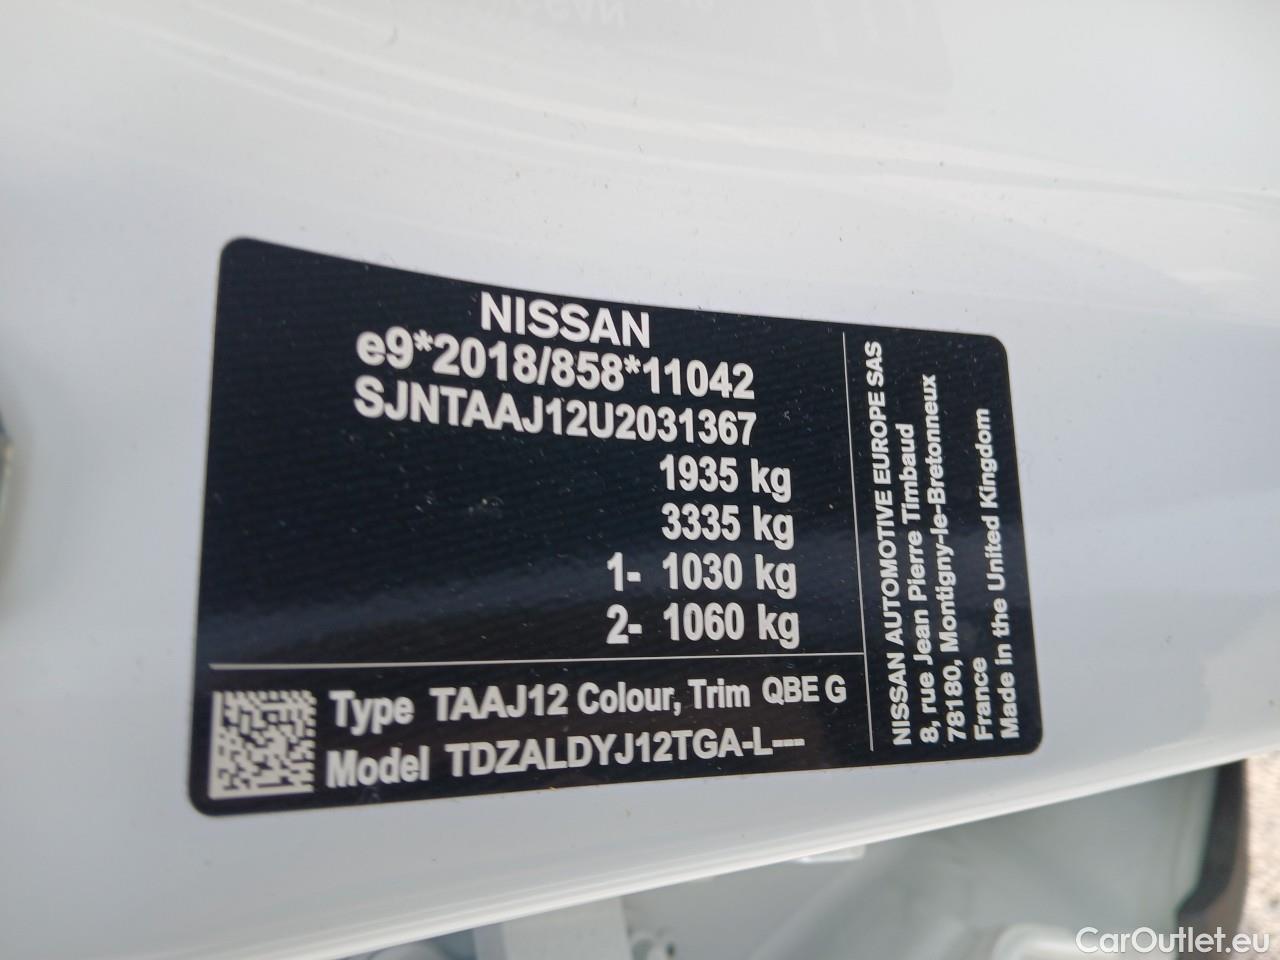 NISSAN
e9*2018/858*11042
SJNTAAJ12U2031367
1935 kg
3335 kg
1- 1030 kg
2- 1060 kg
Type TAAJ12 Colour, Trim QBE G
Model TDZALDYJ12TGA-L---
NISSAN AUTOMOTIVE EUROPE SAS
8, rue Jean Pierre Timbaud
78180, Montigny-le-Bretonneux
France
Made in the United Kingdom
CarOutlet.eu